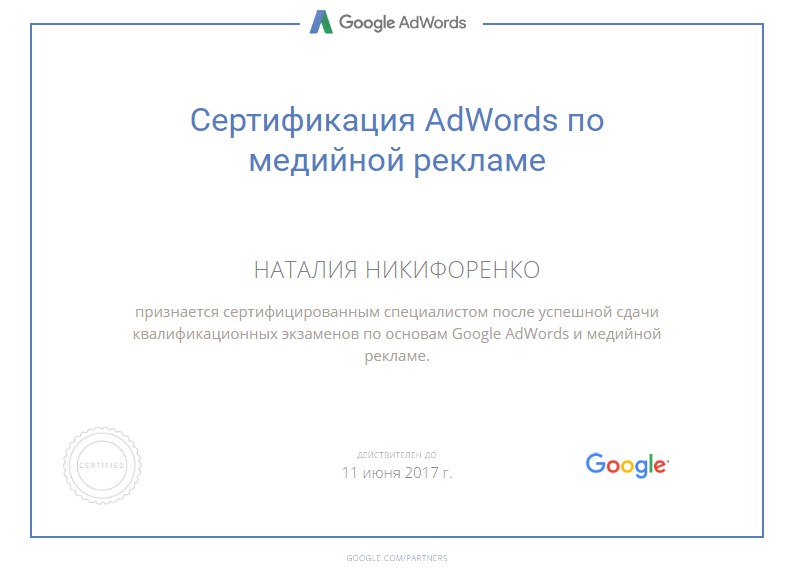 Google AdWords
Сертификация AdWords по
медийной рекламе
НАТАЛИЯ НИКИФОРЕНКО
признается сертифицированным специалистом после успешной сдачи
квалификационных экзаменов по основам Google AdWords и медийной
рекламе.
CERTIFIED
ДЕЙСТВИТЕЛЕН ДО
11 июня 2017 г.
Google
GOOGLE.COM/PARTNERS